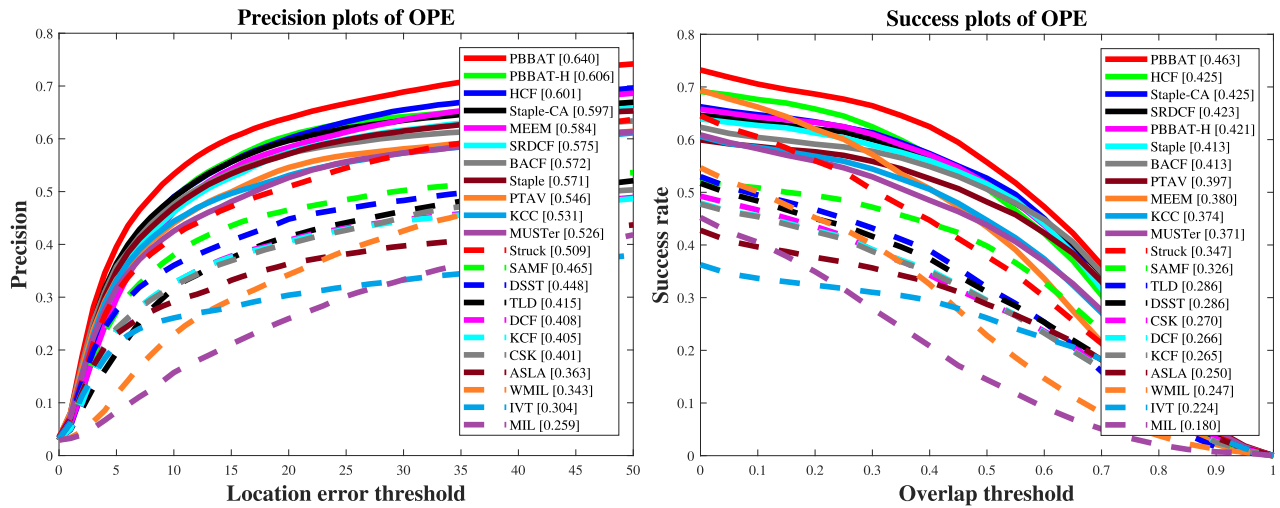 Precision plots of OPE
0.8
0.7
0.6
0.5
0.4
0.3
0.2
0.1
0
Precision
PBBAT [0.640]
PBBAT-H [0.606]
HCF [0.601]
Staple-CA [0.597]
MEEM [0.584]
SRDCF [0.575]
BACF [0.572]
Staple [0.571]
PTAV [0.546]
KCC [0.531]
MUSTer [0.526]
Struck [0.509]
SAMF [0.465]
DSST [0.448]
TLD [0.415]
DCF [0.408]
KCF [0.405]
CSK [0.401]
ASLA [0.363]
WMIL [0.343]
IVT [0.304]
MIL [0.259]
0 5 10 15 20 25 30 35 40 45 50
Location error threshold
Success plots of OPE
0.8
0.7
0.6
0.5
0.4
0.3
0.2
0.1
0
Success rate
PBBAT [0.463]
HCF [0.425]
Staple-CA [0.425]
SRDCF [0.423]
PBBAT-H [0.421]
Staple [0.413]
BACF [0.413]
PTAV [0.397]
MEEM [0.380]
KCC [0.374]
MUSTer [0.371]
Struck [0.347]
SAMF [0.326]
TLD [0.286]
DSST [0.286]
CSK [0.270]
DCF [0.266]
KCF [0.265]
ASLA [0.250]
WMIL [0.247]
IVT [0.224]
MIL [0.180]
0 0.1 0.2 0.3 0.4 0.5 0.6 0.7 0.8 0.9 1
Overlap threshold